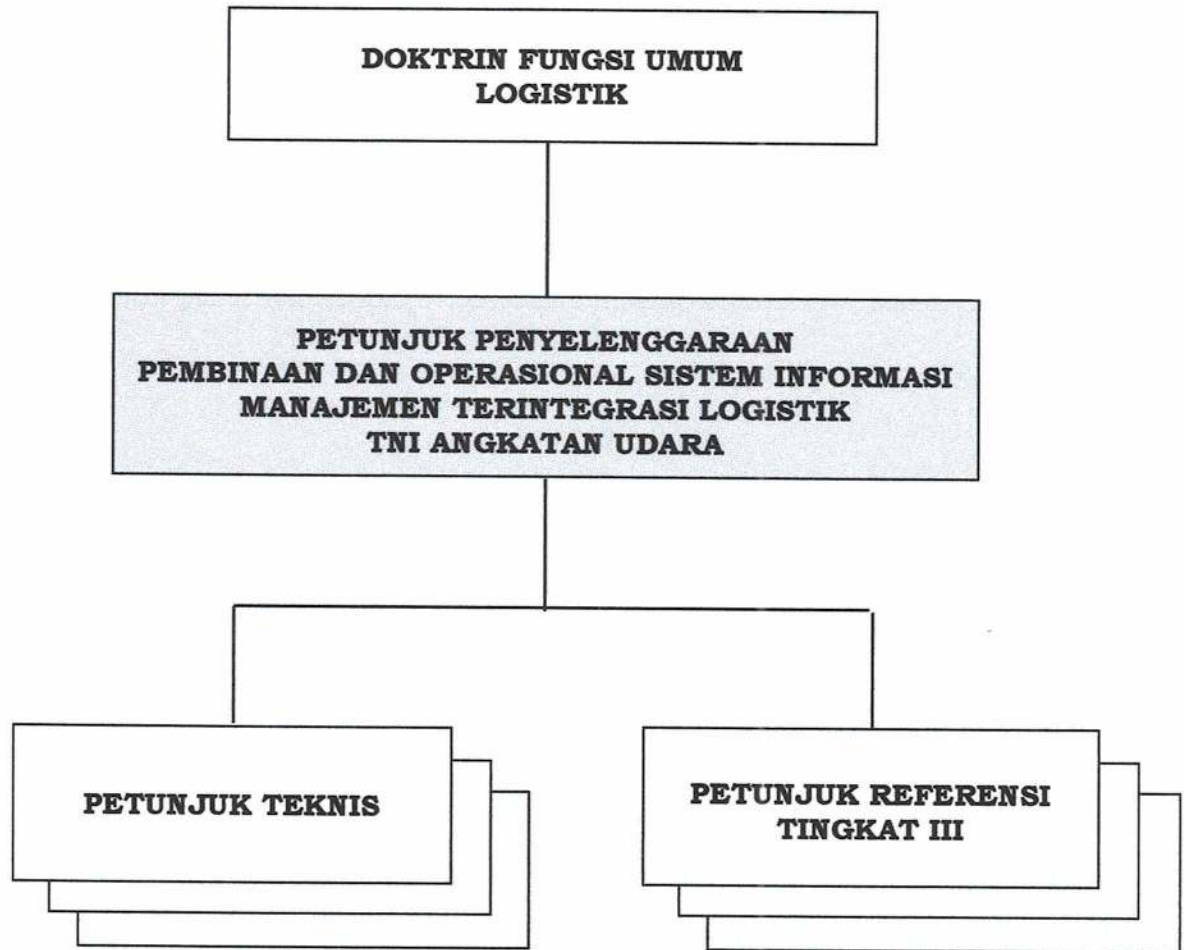 DOKTRIN FUNGSI UMUM
LOGISTIK
PETUNJUK PENYELENGGARAAN
PEMBINAAN DAN OPERASIONAL SISTEM INFORMASI
MANAJEMEN TERINTEGRASI LOGISTIK
TNI ANGKATAN UDARA
PETUNJUK TEKNIS
PETUNJUK REFERENSI
TINGKAT III